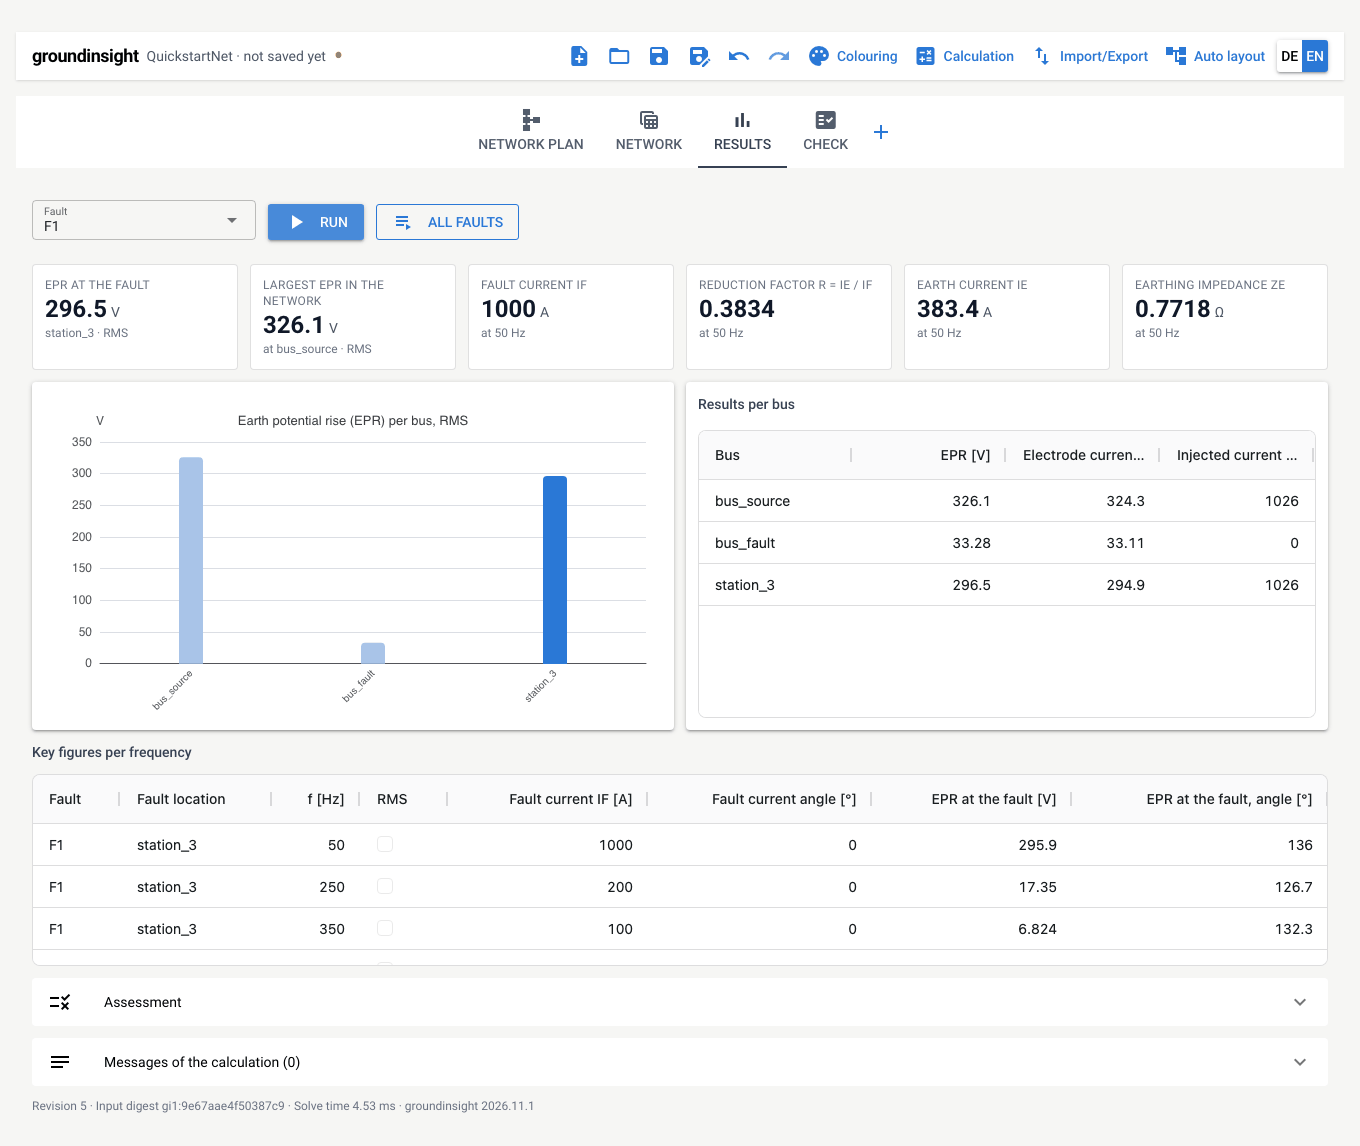 groundinsight QuickstartNet · not saved yet
Colouring Calculation Import/Export Auto layout DE EN
NETWORK PLAN NETWORK RESULTS CHECK
Fault
F1
RUN
ALL FAULTS
EPR AT THE FAULT
296.5 V
station_3 · RMS
LARGEST EPR IN THE
NETWORK
326.1 V
at bus_source · RMS
FAULT CURRENT IF
1000 A
at 50 Hz
REDUCTION FACTOR R = IE / IF
0.3834
at 50 Hz
EARTH CURRENT IE
383.4 A
at 50 Hz
EARTHING IMPEDANCE ZE
0.7718 Ω
at 50 Hz
V
Earth potential rise (EPR) per bus, RMS
350
300
250
200
150
100
50
0
bus_source
bus_fault
station_3
Results per bus
Bus EPR [V] Electrode curren... Injected current ...
bus_source 326.1 324.3 1026
bus_fault 33.28 33.11 0
station_3 296.5 294.9 1026
Key figures per frequency
Fault Fault location f [Hz] RMS Fault current IF [A] Fault current angle [°] EPR at the fault [V] EPR at the fault, angle [°]
F1 station_3 50 1000 0 295.9 136
F1 station_3 250 200 0 17.35 126.7
F1 station_3 350 100 0 6.824 132.3
Assessment
Messages of the calculation (0)
Revision 5 · Input digest gi1:9e67aae4f50387c9 · Solve time 4.53 ms · groundinsight 2026.11.1